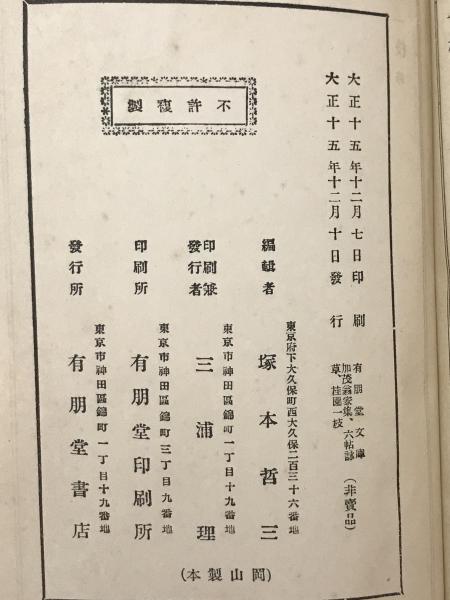 大正十五年十二月七日印刷
大正十五年十二月十日發行
有朋堂文庫
加茂翁家集、六帖詠
草、桂園一枝
(非賣品)
不許複製
東京府下大久保町西大久保二百三十六番地
編輯者 塚本哲三
東京市神田區錦町一丁目十九番地
印刷兼
發行者 三浦理
東京市神田區錦町三丁目九番地
印刷所 有朋堂印刷所
東京市神田區錦町一丁目十九番地
發行所 有朋堂書店
(岡山製本)